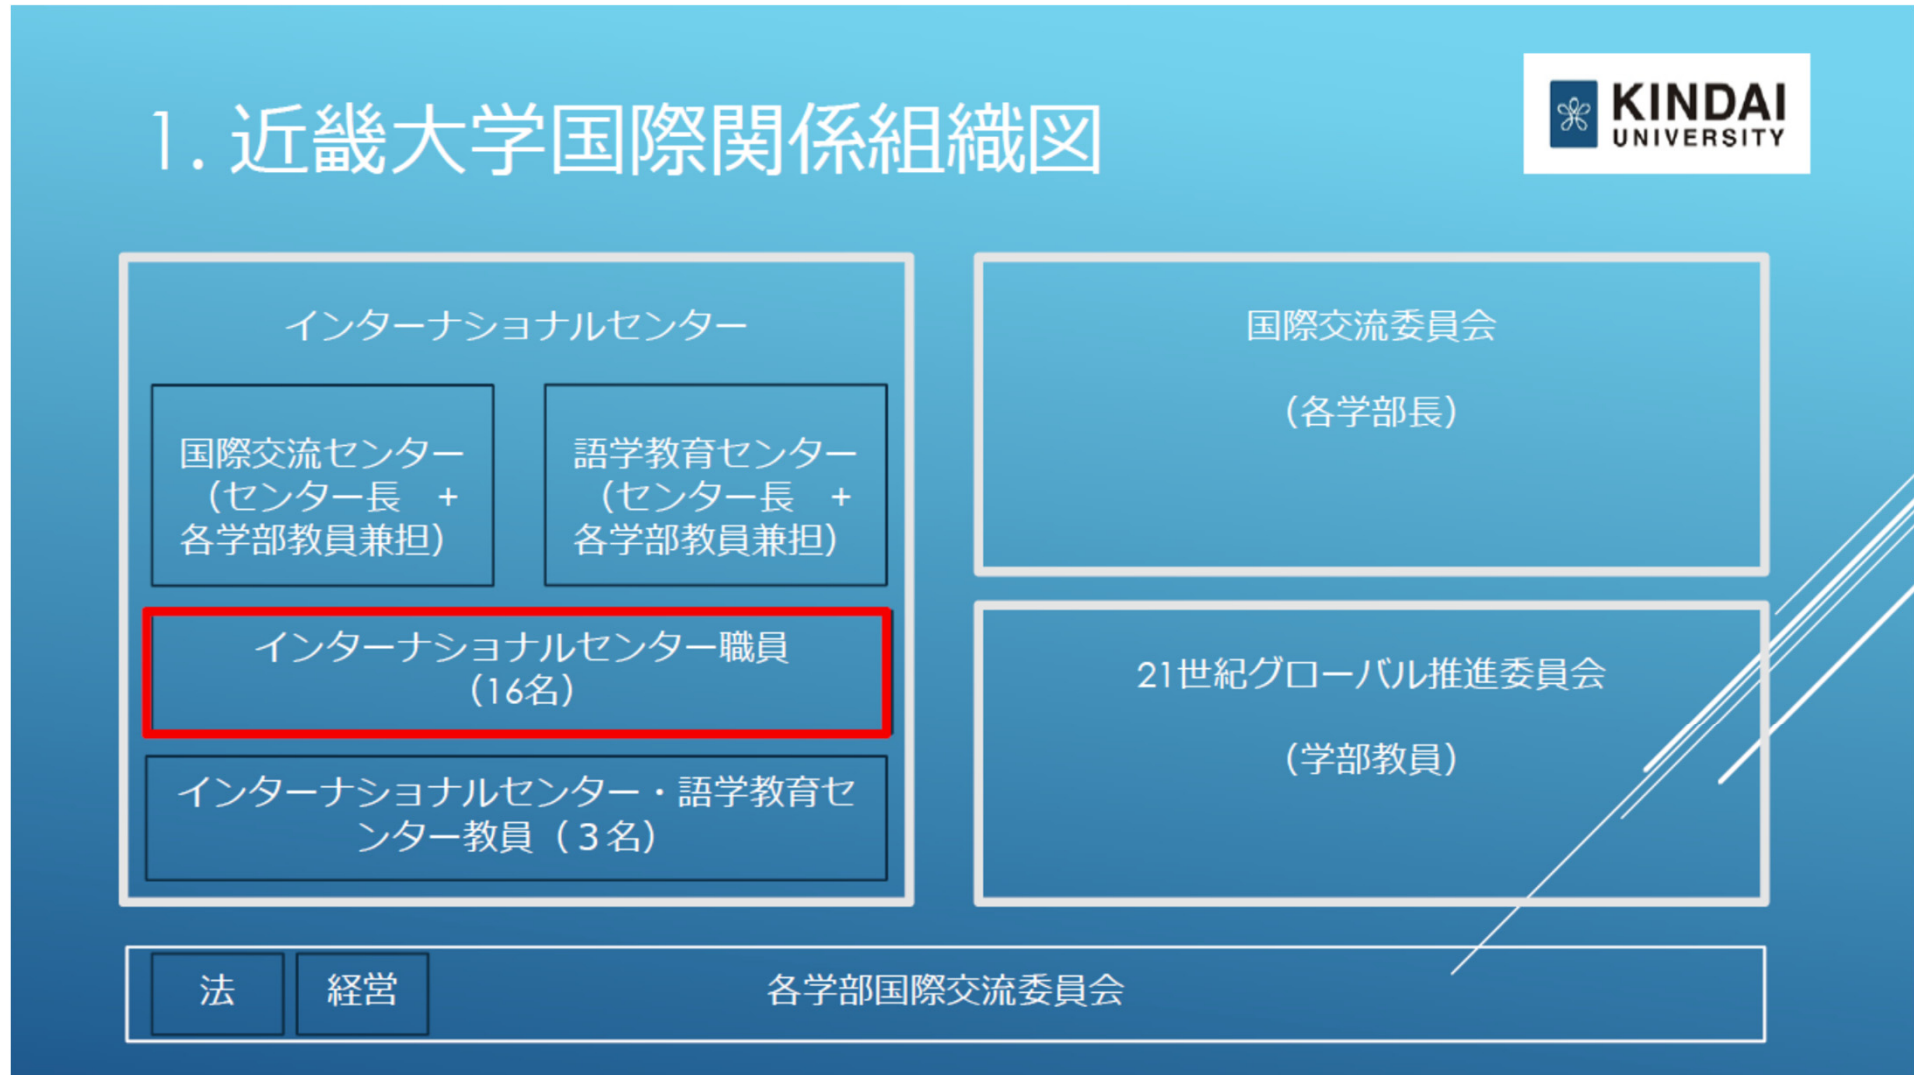 1. 近畿大学国際関係組織図
KINDAI
UNIVERSITY
インターナショナルセンター
国際交流センター
（センター長　+
各学部教員兼担）
語学教育センター
（センター長　+
各学部教員兼担）
インターナショナルセンター職員
（16名）
インターナショナルセンター・語学教育セ
ンター教員（３名）
国際交流委員会
（各学部長）
21世紀グローバル推進委員会
（学部教員）
法
経営
各学部国際交流委員会